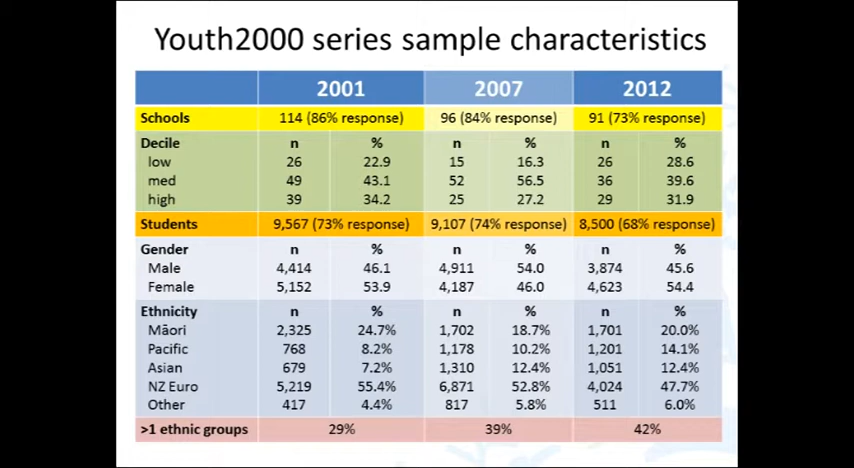 Youth2000 series sample characteristics
2001 2007 2012
Schools 114 (86% response) 96 (84% response) 91 (73% response)
Decile n % n % n %
low 26 22.9 15 16.3 26 28.6
med 49 43.1 52 56.5 36 39.6
high 39 34.2 25 27.2 29 31.9
Students 9,567 (73% response) 9,107 (74% response) 8,500 (68% response)
Gender n % n % n %
Male 4,414 46.1 4,911 54.0 3,874 45.6
Female 5,152 53.9 4,187 46.0 4,623 54.4
Ethnicity n % n % n %
Māori 2,325 24.7% 1,702 18.7% 1,701 20.0%
Pacific 768 8.2% 1,178 10.2% 1,201 14.1%
Asian 679 7.2% 1,310 12.4% 1,051 12.4%
NZ Euro 5,219 55.4% 6,871 52.8% 4,024 47.7%
Other 417 4.4% 817 5.8% 511 6.0%
>1 ethnic groups 29% 39% 42%